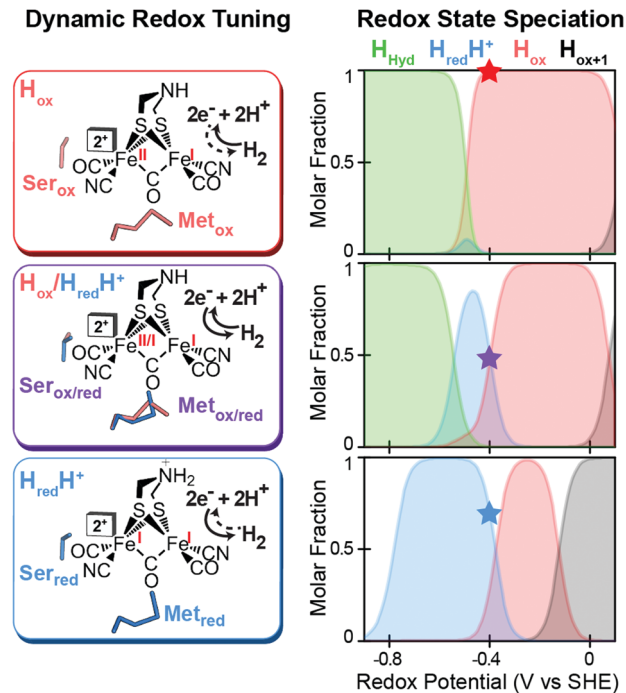 Dynamic Redox Tuning
Redox State Speciation
H_Hyd H_redH⁺ H_ox H_ox+1
H_ox
NH
2e⁻ + 2H⁺
H₂
2⁺
S S
Fe^II Fe^I
OC
NC
CN
CO
C
O
Ser_ox
Met_ox
H_ox/H_redH⁺
NH
2e⁻ + 2H⁺
H₂
2⁺
S S
Fe^II/I Fe^I
OC
NC
CN
CO
C
O
Ser_ox/red
Met_ox/red
H_redH⁺
⁺NH₂
2e⁻ + 2H⁺
H₂
2⁺
S S
Fe^I Fe^I
OC
NC
CN
CO
C
O
Ser_red
Met_red
Molar Fraction
1
0.5
0
Molar Fraction
1
0.5
0
Molar Fraction
1
0.5
0
-0.8 -0.4 0
Redox Potential (V vs SHE)